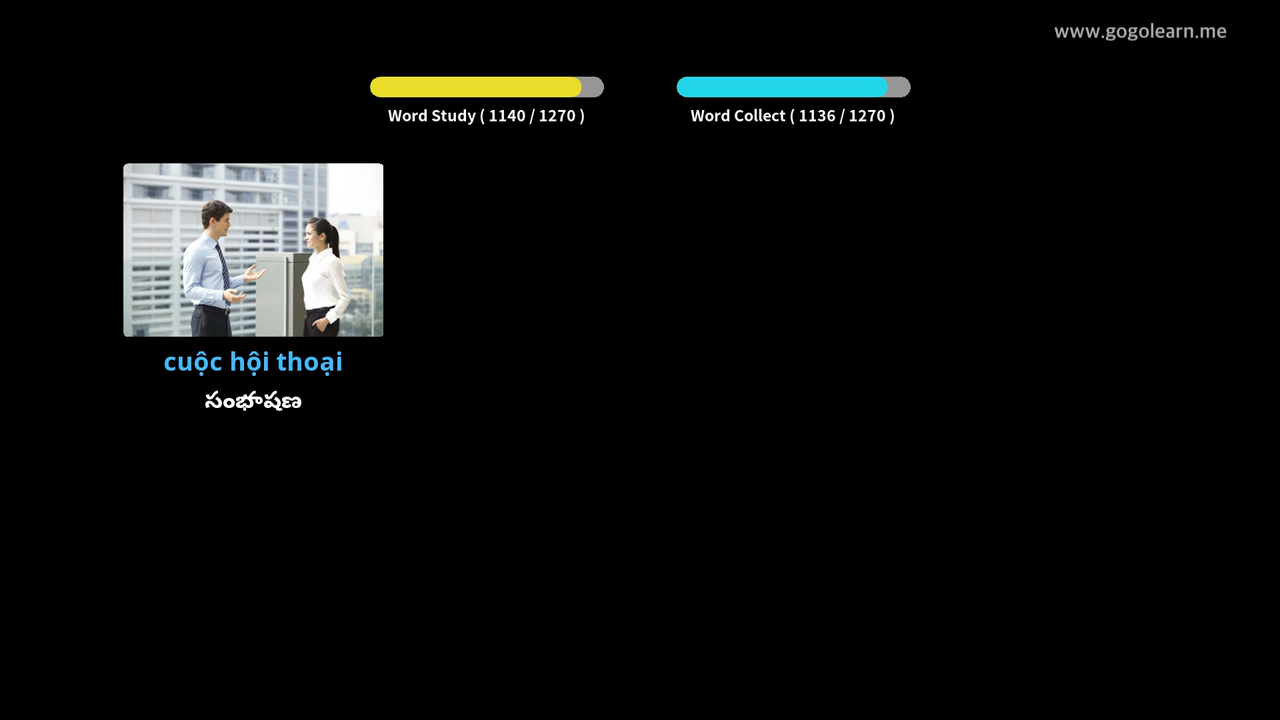 www.gogolearn.me
Word Study ( 1140 / 1270 )
Word Collect ( 1136 / 1270 )
cuộc hội thoại
సంభాషణ